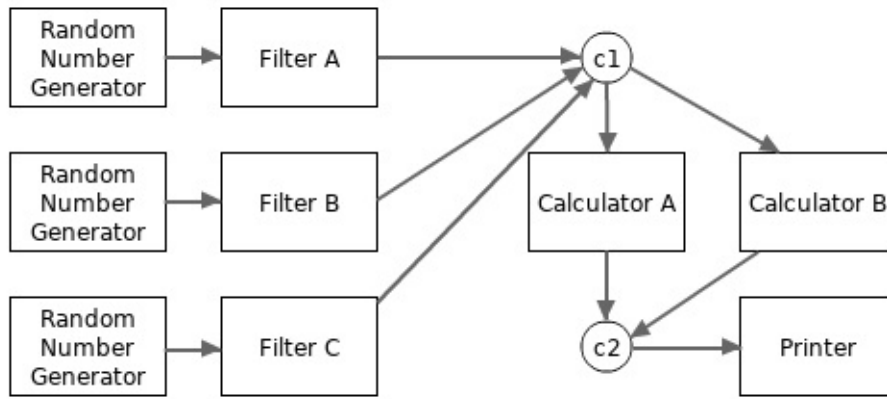 Random
Number
Generator
Filter A
c1
Random
Number
Generator
Filter B
Calculator A
Calculator B
Random
Number
Generator
Filter C
c2
Printer